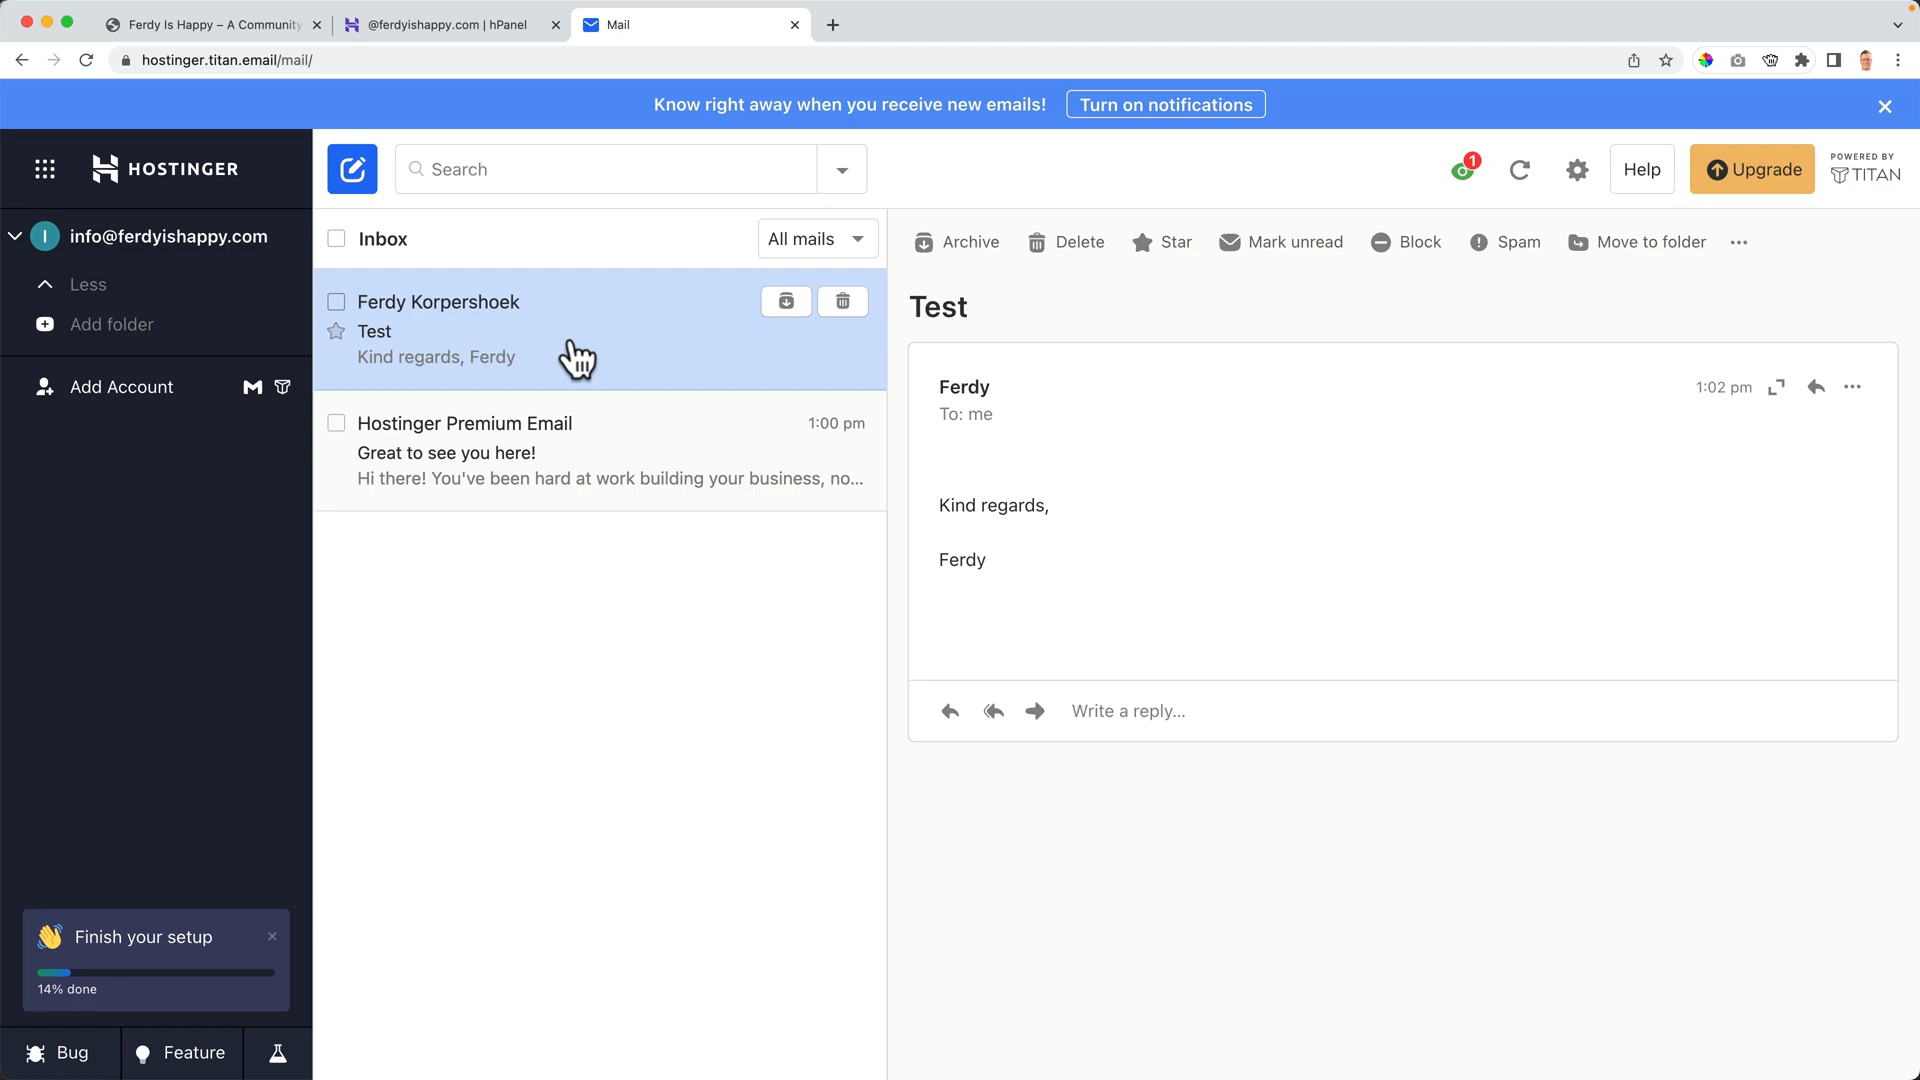 Ferdy Is Happy – A Community
@ferdyishappy.com | hPanel
Mail
hostinger.titan.email/mail/
Know right away when you receive new emails!
Turn on notifications
HOSTINGER
Search
1
Help
Upgrade
POWERED BY
TITAN
I
info@ferdyishappy.com
Less
Add folder
Add Account
Inbox
All mails
Ferdy Korpershoek
Test
Kind regards, Ferdy
Hostinger Premium Email
1:00 pm
Great to see you here!
Hi there! You've been hard at work building your business, no...
Archive
Delete
Star
Mark unread
Block
Spam
Move to folder
Test
Ferdy
1:02 pm
To: me
Kind regards,
Ferdy
Write a reply...
Finish your setup
14% done
Bug
Feature